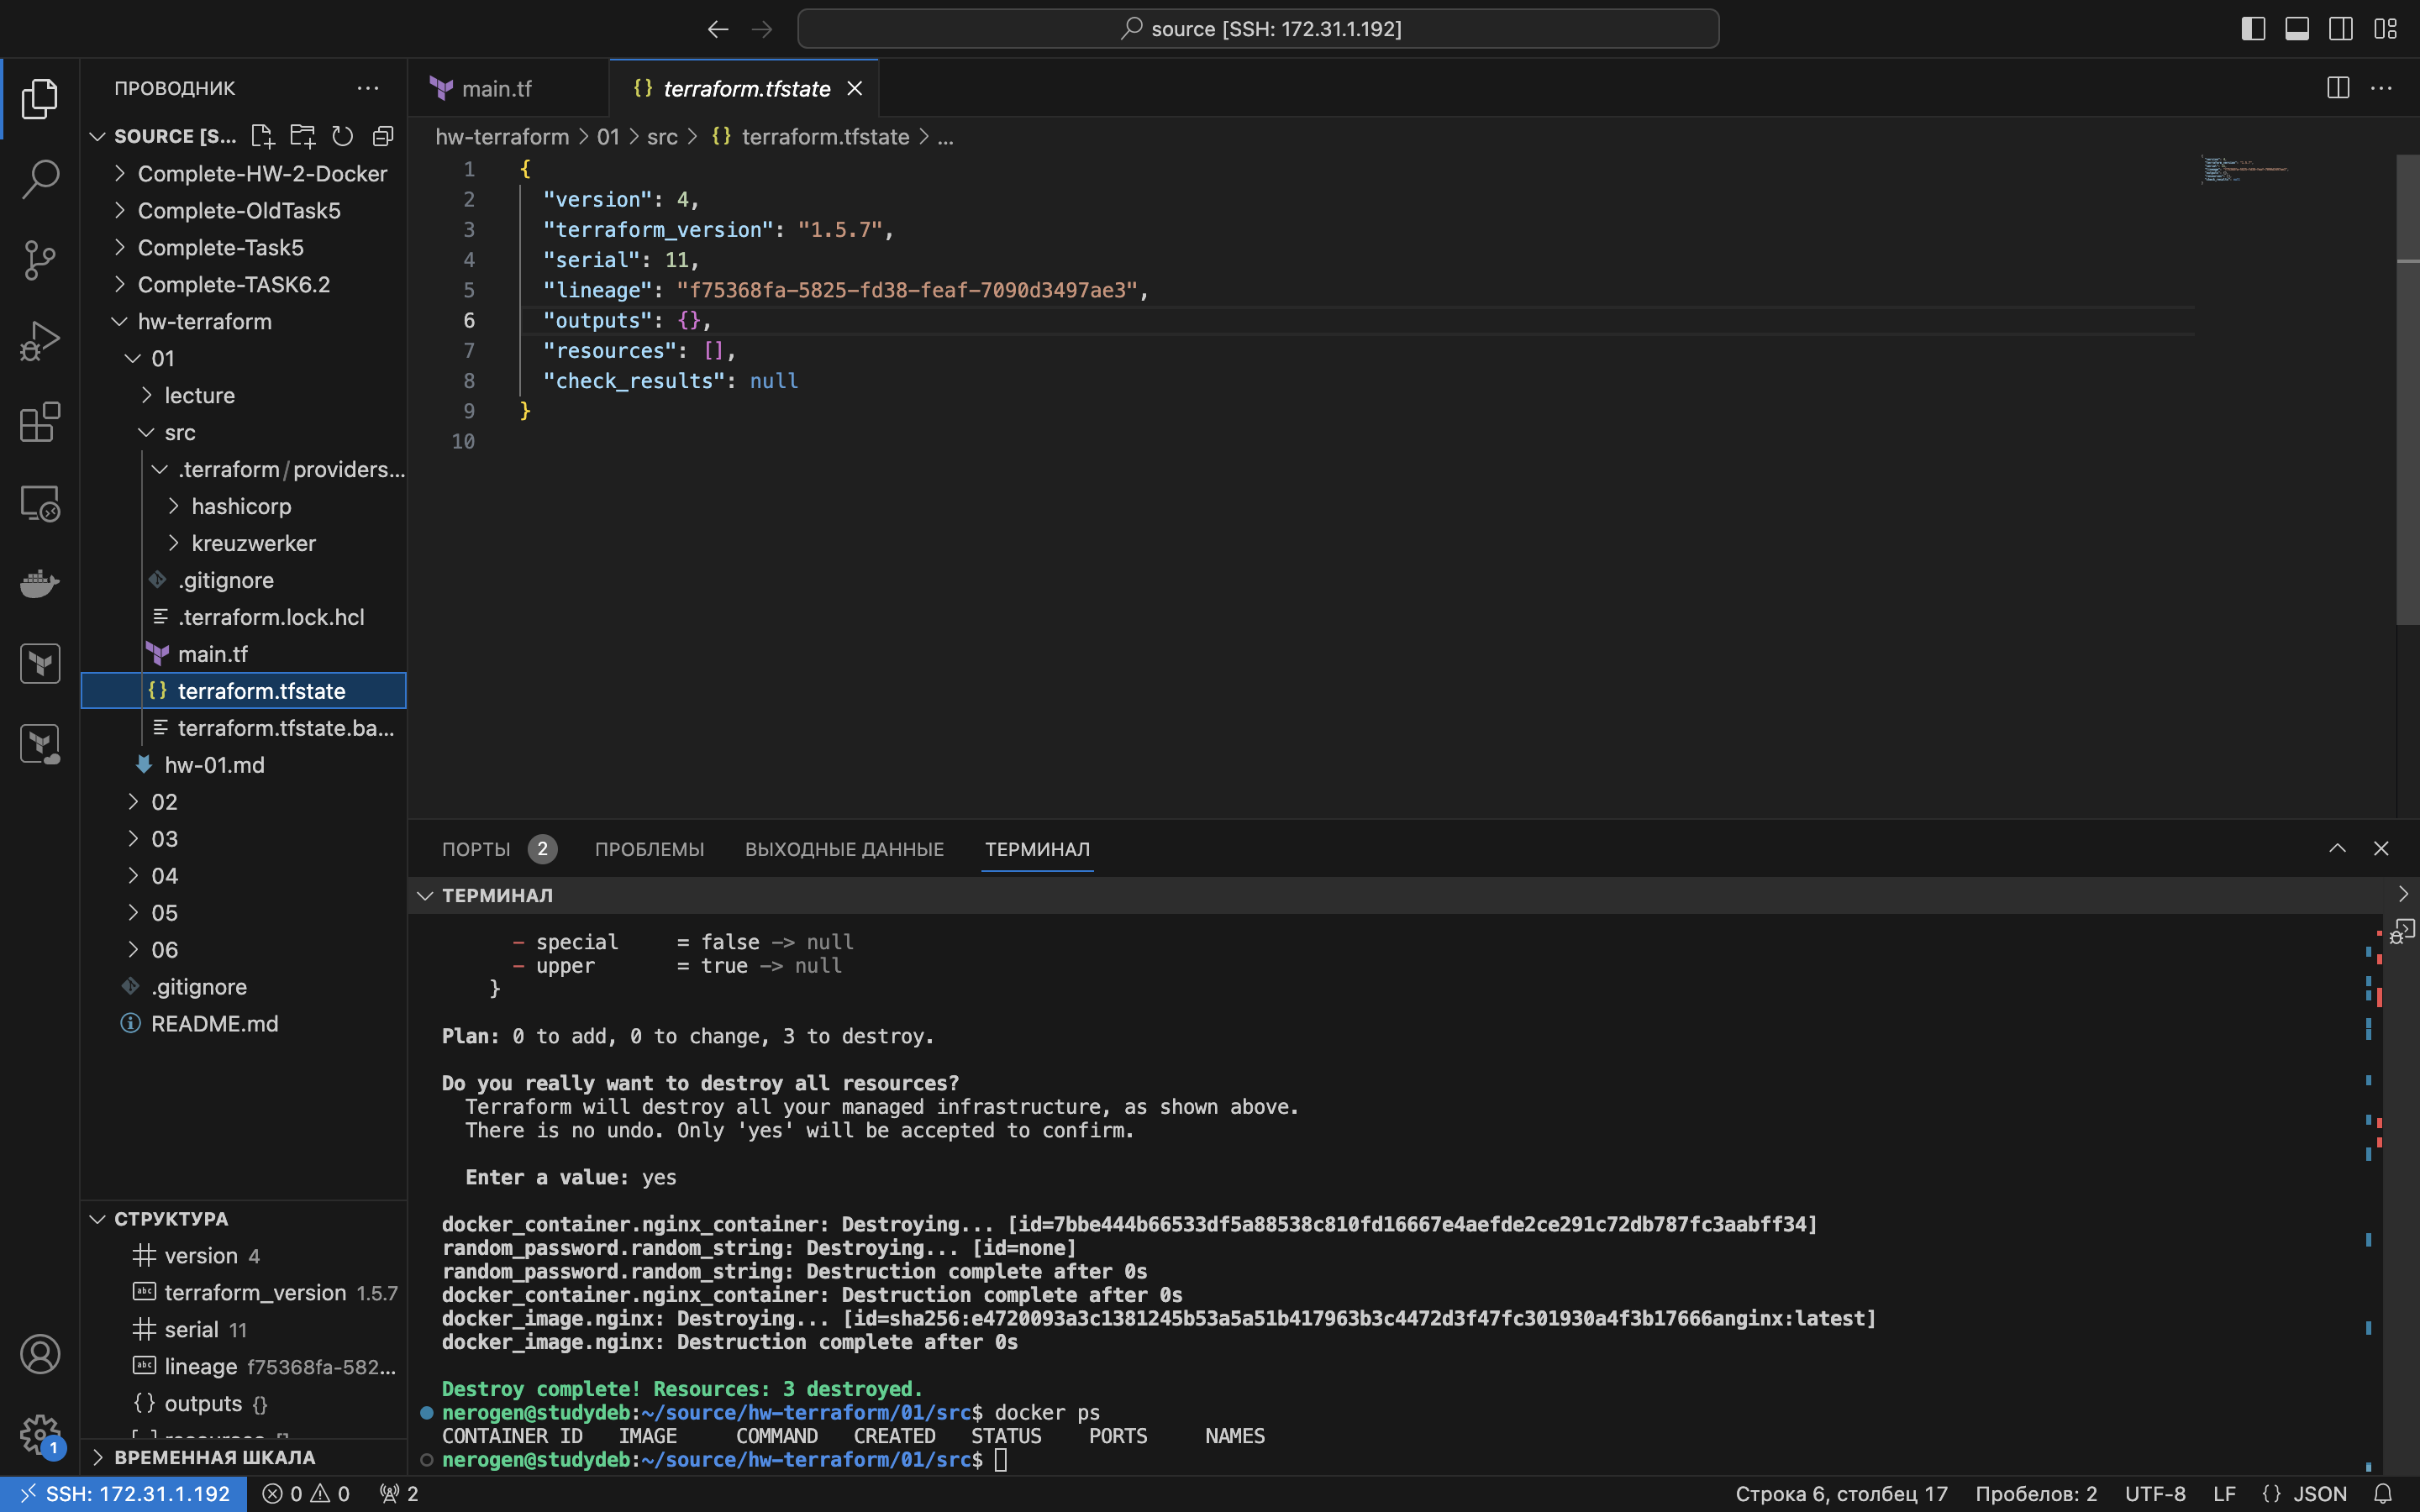 source [SSH: 172.31.1.192]
ПРОВОДНИК
SOURCE [S...
Complete-HW-2-Docker
Complete-OldTask5
Complete-Task5
Complete-TASK6.2
hw-terraform
01
lecture
src
.terraform/providers...
hashicorp
kreuzwerker
.gitignore
.terraform.lock.hcl
main.tf
terraform.tfstate
terraform.tfstate.ba...
hw-01.md
02
03
04
05
06
.gitignore
README.md
СТРУКТУРА
version 4
terraform_version 1.5.7
serial 11
lineage f75368fa-582...
outputs {}
ВРЕМЕННАЯ ШКАЛА
main.tf
terraform.tfstate
hw-terraform > 01 > src > {} terraform.tfstate > ...
1 {
2 "version": 4,
3 "terraform_version": "1.5.7",
4 "serial": 11,
5 "lineage": "f75368fa-5825-fd38-feaf-7090d3497ae3",
6 "outputs": {},
7 "resources": [],
8 "check_results": null
9 }
10
ПОРТЫ 2 ПРОБЛЕМЫ ВЫХОДНЫЕ ДАННЫЕ ТЕРМИНАЛ
ТЕРМИНАЛ
- special = false -> null
- upper = true -> null
}
Plan: 0 to add, 0 to change, 3 to destroy.
Do you really want to destroy all resources?
Terraform will destroy all your managed infrastructure, as shown above.
There is no undo. Only 'yes' will be accepted to confirm.
Enter a value: yes
docker_container.nginx_container: Destroying... [id=7bbe444b66533df5a88538c810fd16667e4aefde2ce291c72db787fc3aabff34]
random_password.random_string: Destroying... [id=none]
random_password.random_string: Destruction complete after 0s
docker_container.nginx_container: Destruction complete after 0s
docker_image.nginx: Destroying... [id=sha256:e4720093a3c1381245b53a5a51b417963b3c4472d3f47fc301930a4f3b17666anginx:latest]
docker_image.nginx: Destruction complete after 0s
Destroy complete! Resources: 3 destroyed.
nerogen@studydeb:~/source/hw-terraform/01/src$ docker ps
CONTAINER ID IMAGE COMMAND CREATED STATUS PORTS NAMES
nerogen@studydeb:~/source/hw-terraform/01/src$
1
SSH: 172.31.1.192 0 0 2 Строка 6, столбец 17 Пробелов: 2 UTF-8 LF {} JSON